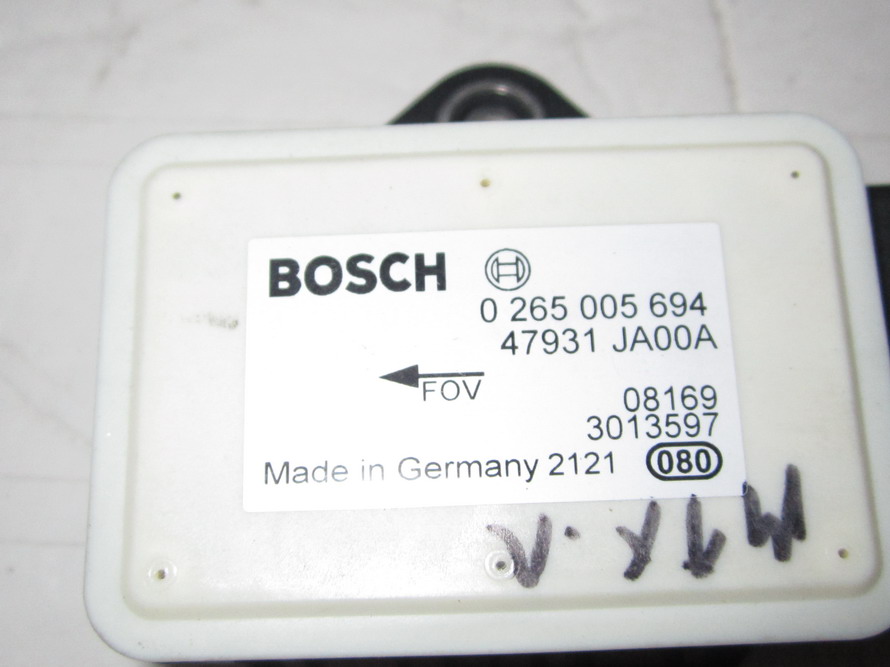 BOSCH
0 265 005 694
47931 JA00A
FOV
08169
3013597
Made in Germany 2121 080